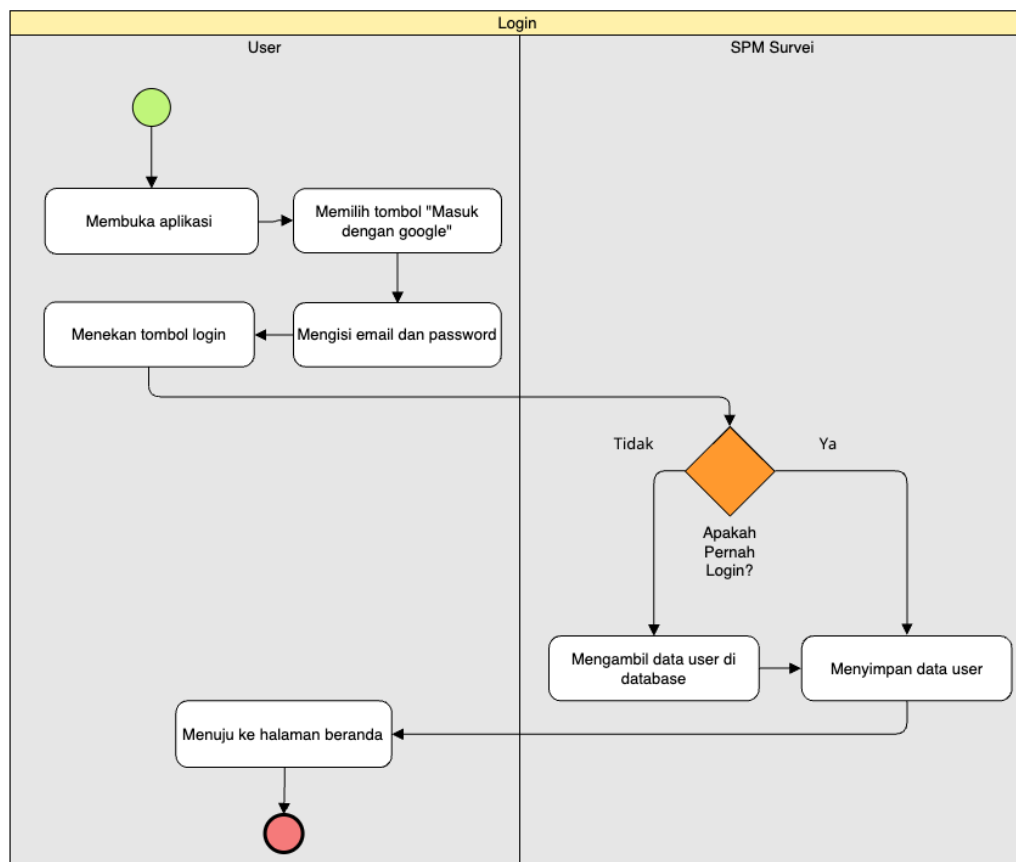 Login
User
SPM Survei
Membuka aplikasi
Memilih tombol "Masuk
dengan google"
Menekan tombol login
Mengisi email dan password
Tidak
Ya
Apakah
Pernah
Login?
Mengambil data user di
database
Menyimpan data user
Menuju ke halaman beranda